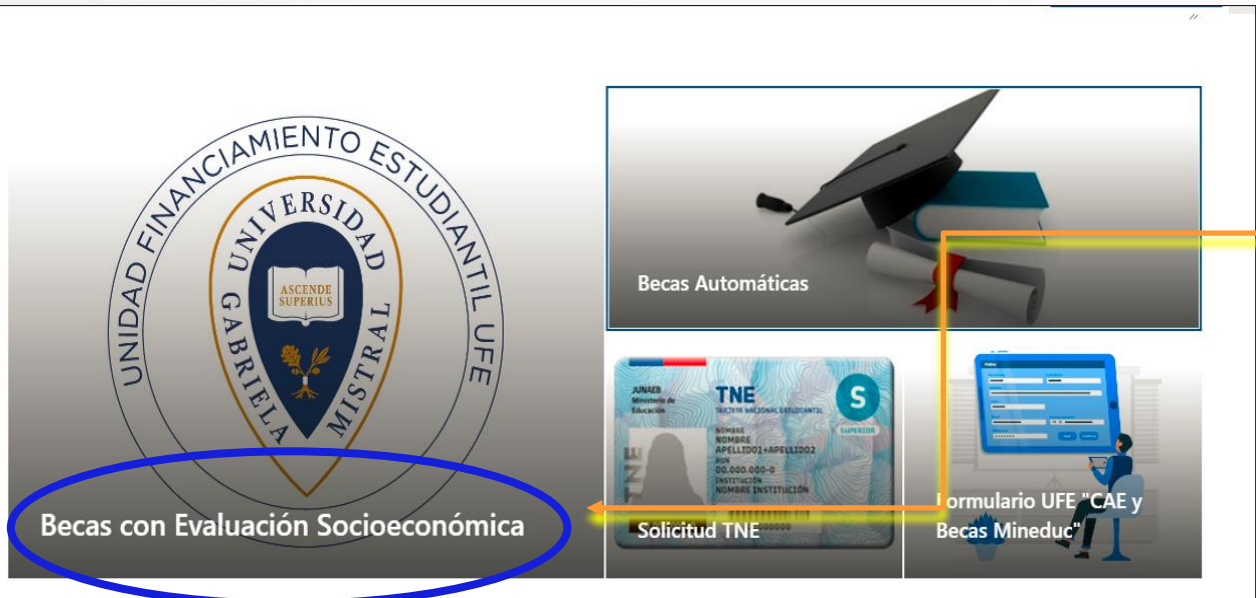 UNIDAD FINANCIAMIENTO ESTUDIANTIL UFE
UNIVERSIDAD
GABRIELA MISTRAL
ASCENDE
SUPERIUS
Becas con Evaluación Socioeconómica
Becas Automáticas
JUNAEB
Ministerio de
Educación
TNE
TARJETA NACIONAL ESTUDIANTIL
S
SUPERIOR
TNE
NOMBRE
NOMBRE
APELLIDO1+APELLIDO2
RUN
00.000.000-0
INSTITUCIÓN
NOMBRE INSTITUCIÓN
Solicitud TNE
Formulario UFE "CAE y
Becas Mineduc"